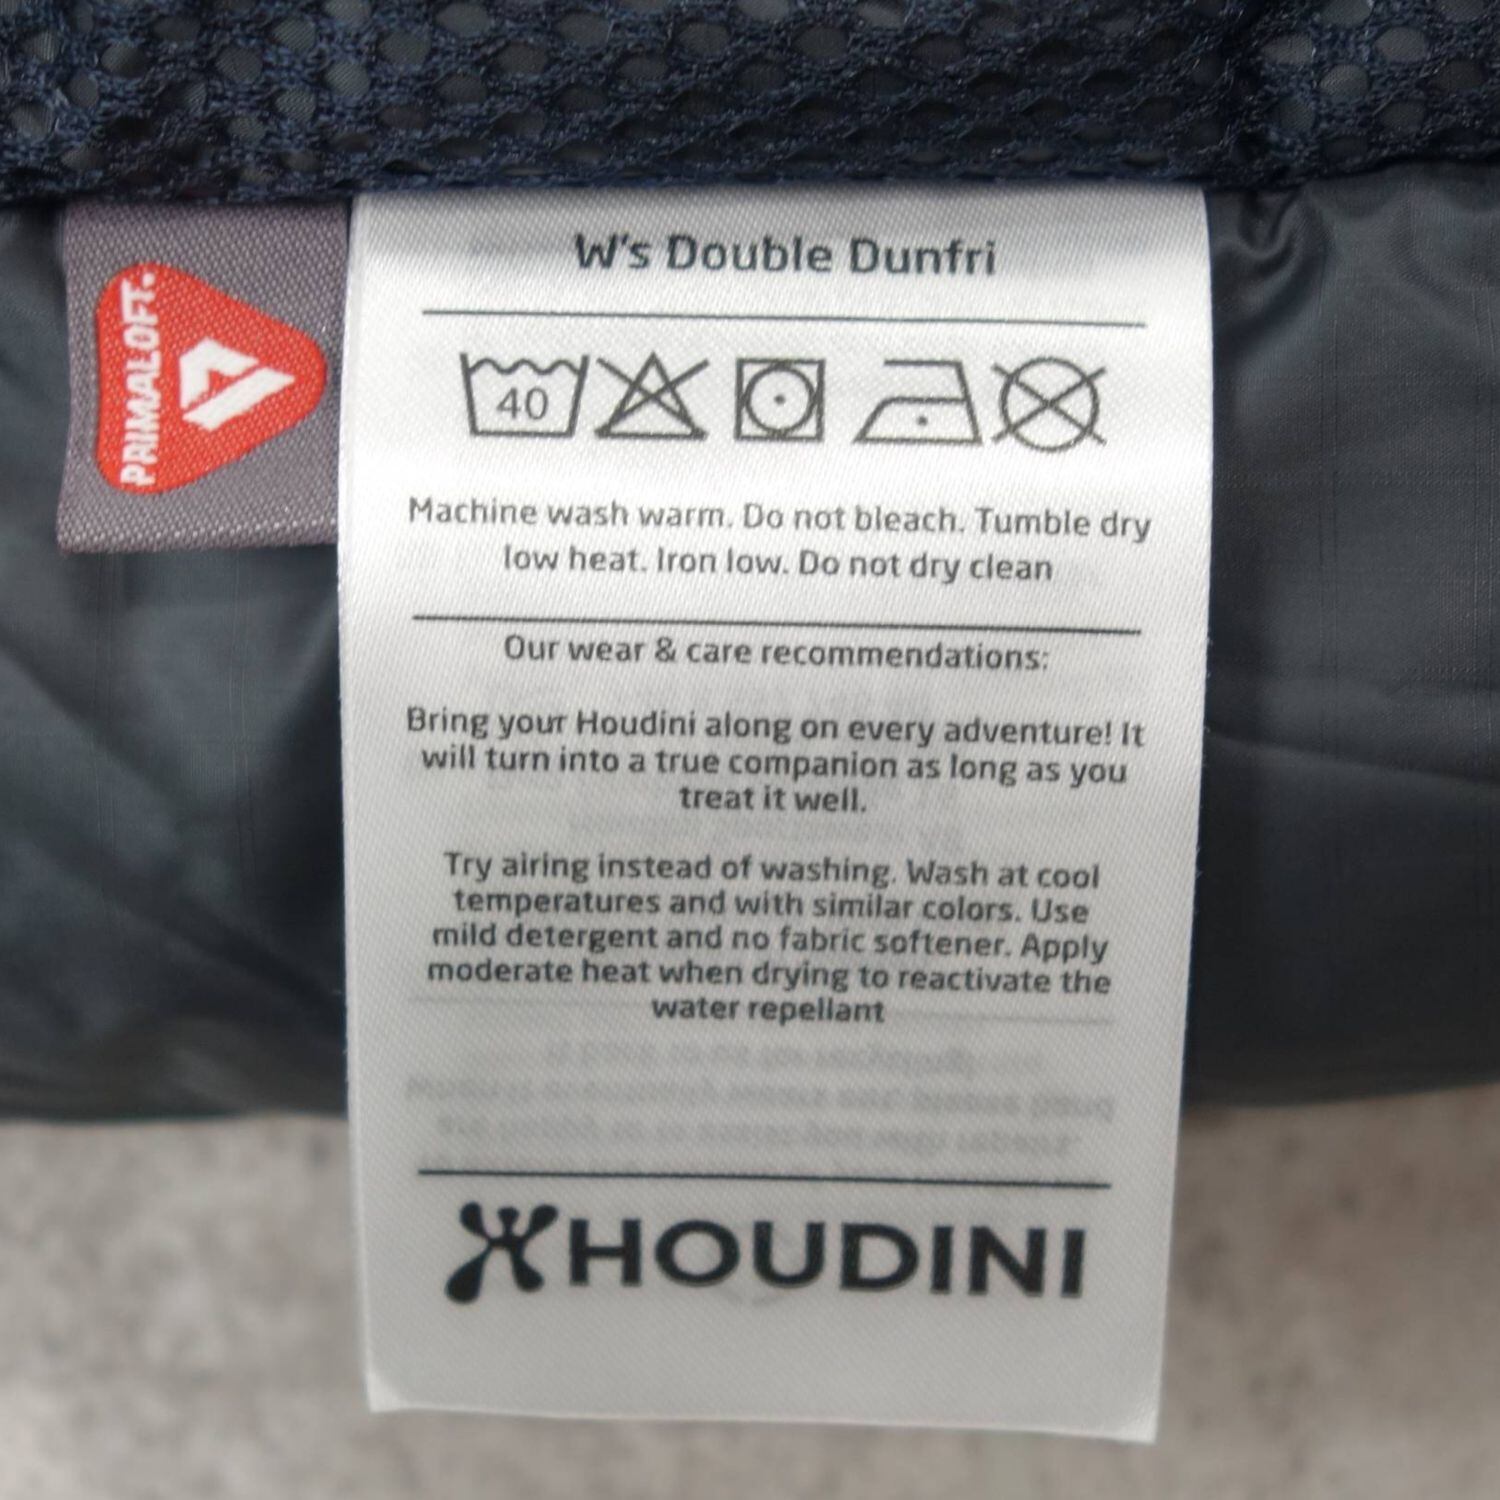 PRIMALOFT.
W's Double Dunfri
40
Machine wash warm. Do not bleach. Tumble dry
low heat. Iron low. Do not dry clean
Our wear & care recommendations:
Bring your Houdini along on every adventure! It
will turn into a true companion as long as you
treat it well.
Try airing instead of washing. Wash at cool
temperatures and with similar colors. Use
mild detergent and no fabric softener. Apply
moderate heat when drying to reactivate the
water repellant
HOUDINI